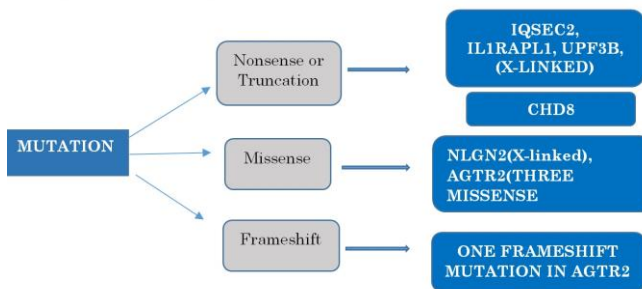 MUTATION
Nonsense or
Truncation
IQSEC2,
IL1RAPL1, UPF3B,
(X-LINKED)
CHD8
Missense
NLGN2(X-linked),
AGTR2(THREE
MISSENSE
Frameshift
ONE FRAMESHIFT
MUTATION IN AGTR2